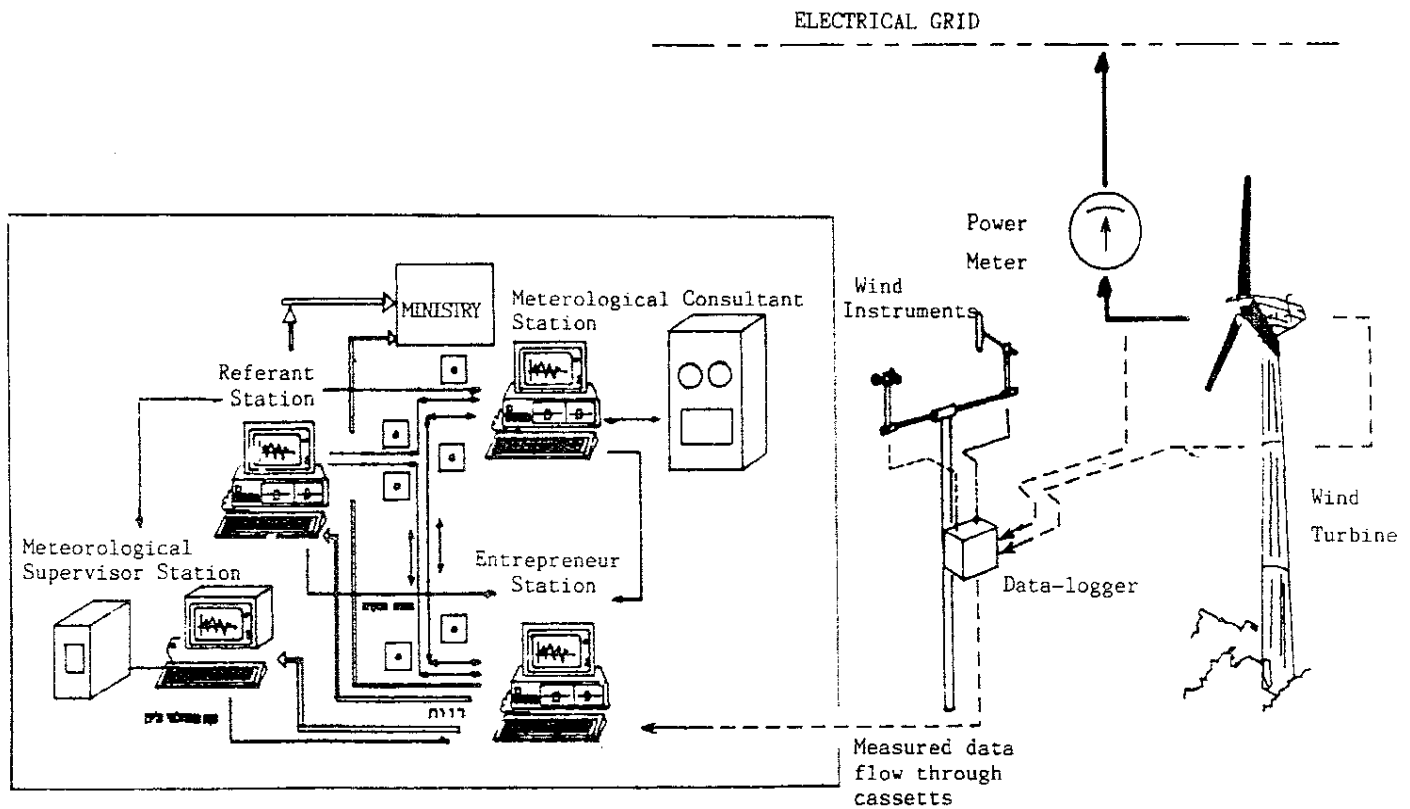 ELECTRICAL GRID
Power
Meter
Wind
Instruments
MINISTRY
Meterological Consultant
Station
Referant
Station
Wind
Turbine
Data-logger
Meteorological
Supervisor Station
Entrepreneur
Station
Measured data
flow through
cassetts